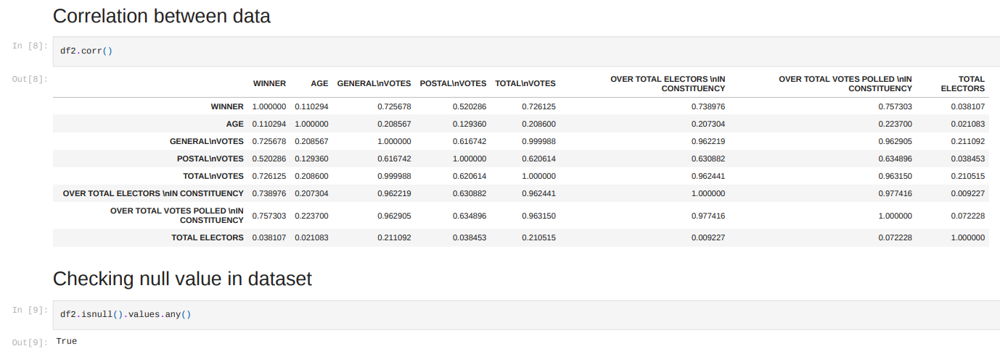 Correlation between data
In [8]:
df2.corr()
Out[8]:
WINNER AGE GENERAL\nVOTES POSTAL\nVOTES TOTAL\nVOTES OVER TOTAL ELECTORS \nIN CONSTITUENCY OVER TOTAL VOTES POLLED \nIN CONSTITUENCY TOTAL ELECTORS
WINNER 1.000000 0.110294 0.725678 0.520286 0.726125 0.738976 0.757303 0.038107
AGE 0.110294 1.000000 0.208567 0.129360 0.208600 0.207304 0.223700 0.021083
GENERAL\nVOTES 0.725678 0.208567 1.000000 0.616742 0.999988 0.962219 0.962905 0.211092
POSTAL\nVOTES 0.520286 0.129360 0.616742 1.000000 0.620614 0.630882 0.634896 0.038453
TOTAL\nVOTES 0.726125 0.208600 0.999988 0.620614 1.000000 0.962441 0.963150 0.210515
OVER TOTAL ELECTORS \nIN CONSTITUENCY 0.738976 0.207304 0.962219 0.630882 0.962441 1.000000 0.977416 0.009227
OVER TOTAL VOTES POLLED \nIN
CONSTITUENCY 0.757303 0.223700 0.962905 0.634896 0.963150 0.977416 1.000000 0.072228
TOTAL ELECTORS 0.038107 0.021083 0.211092 0.038453 0.210515 0.009227 0.072228 1.000000
Checking null value in dataset
In [9]:
df2.isnull().values.any()
Out[9]:
True